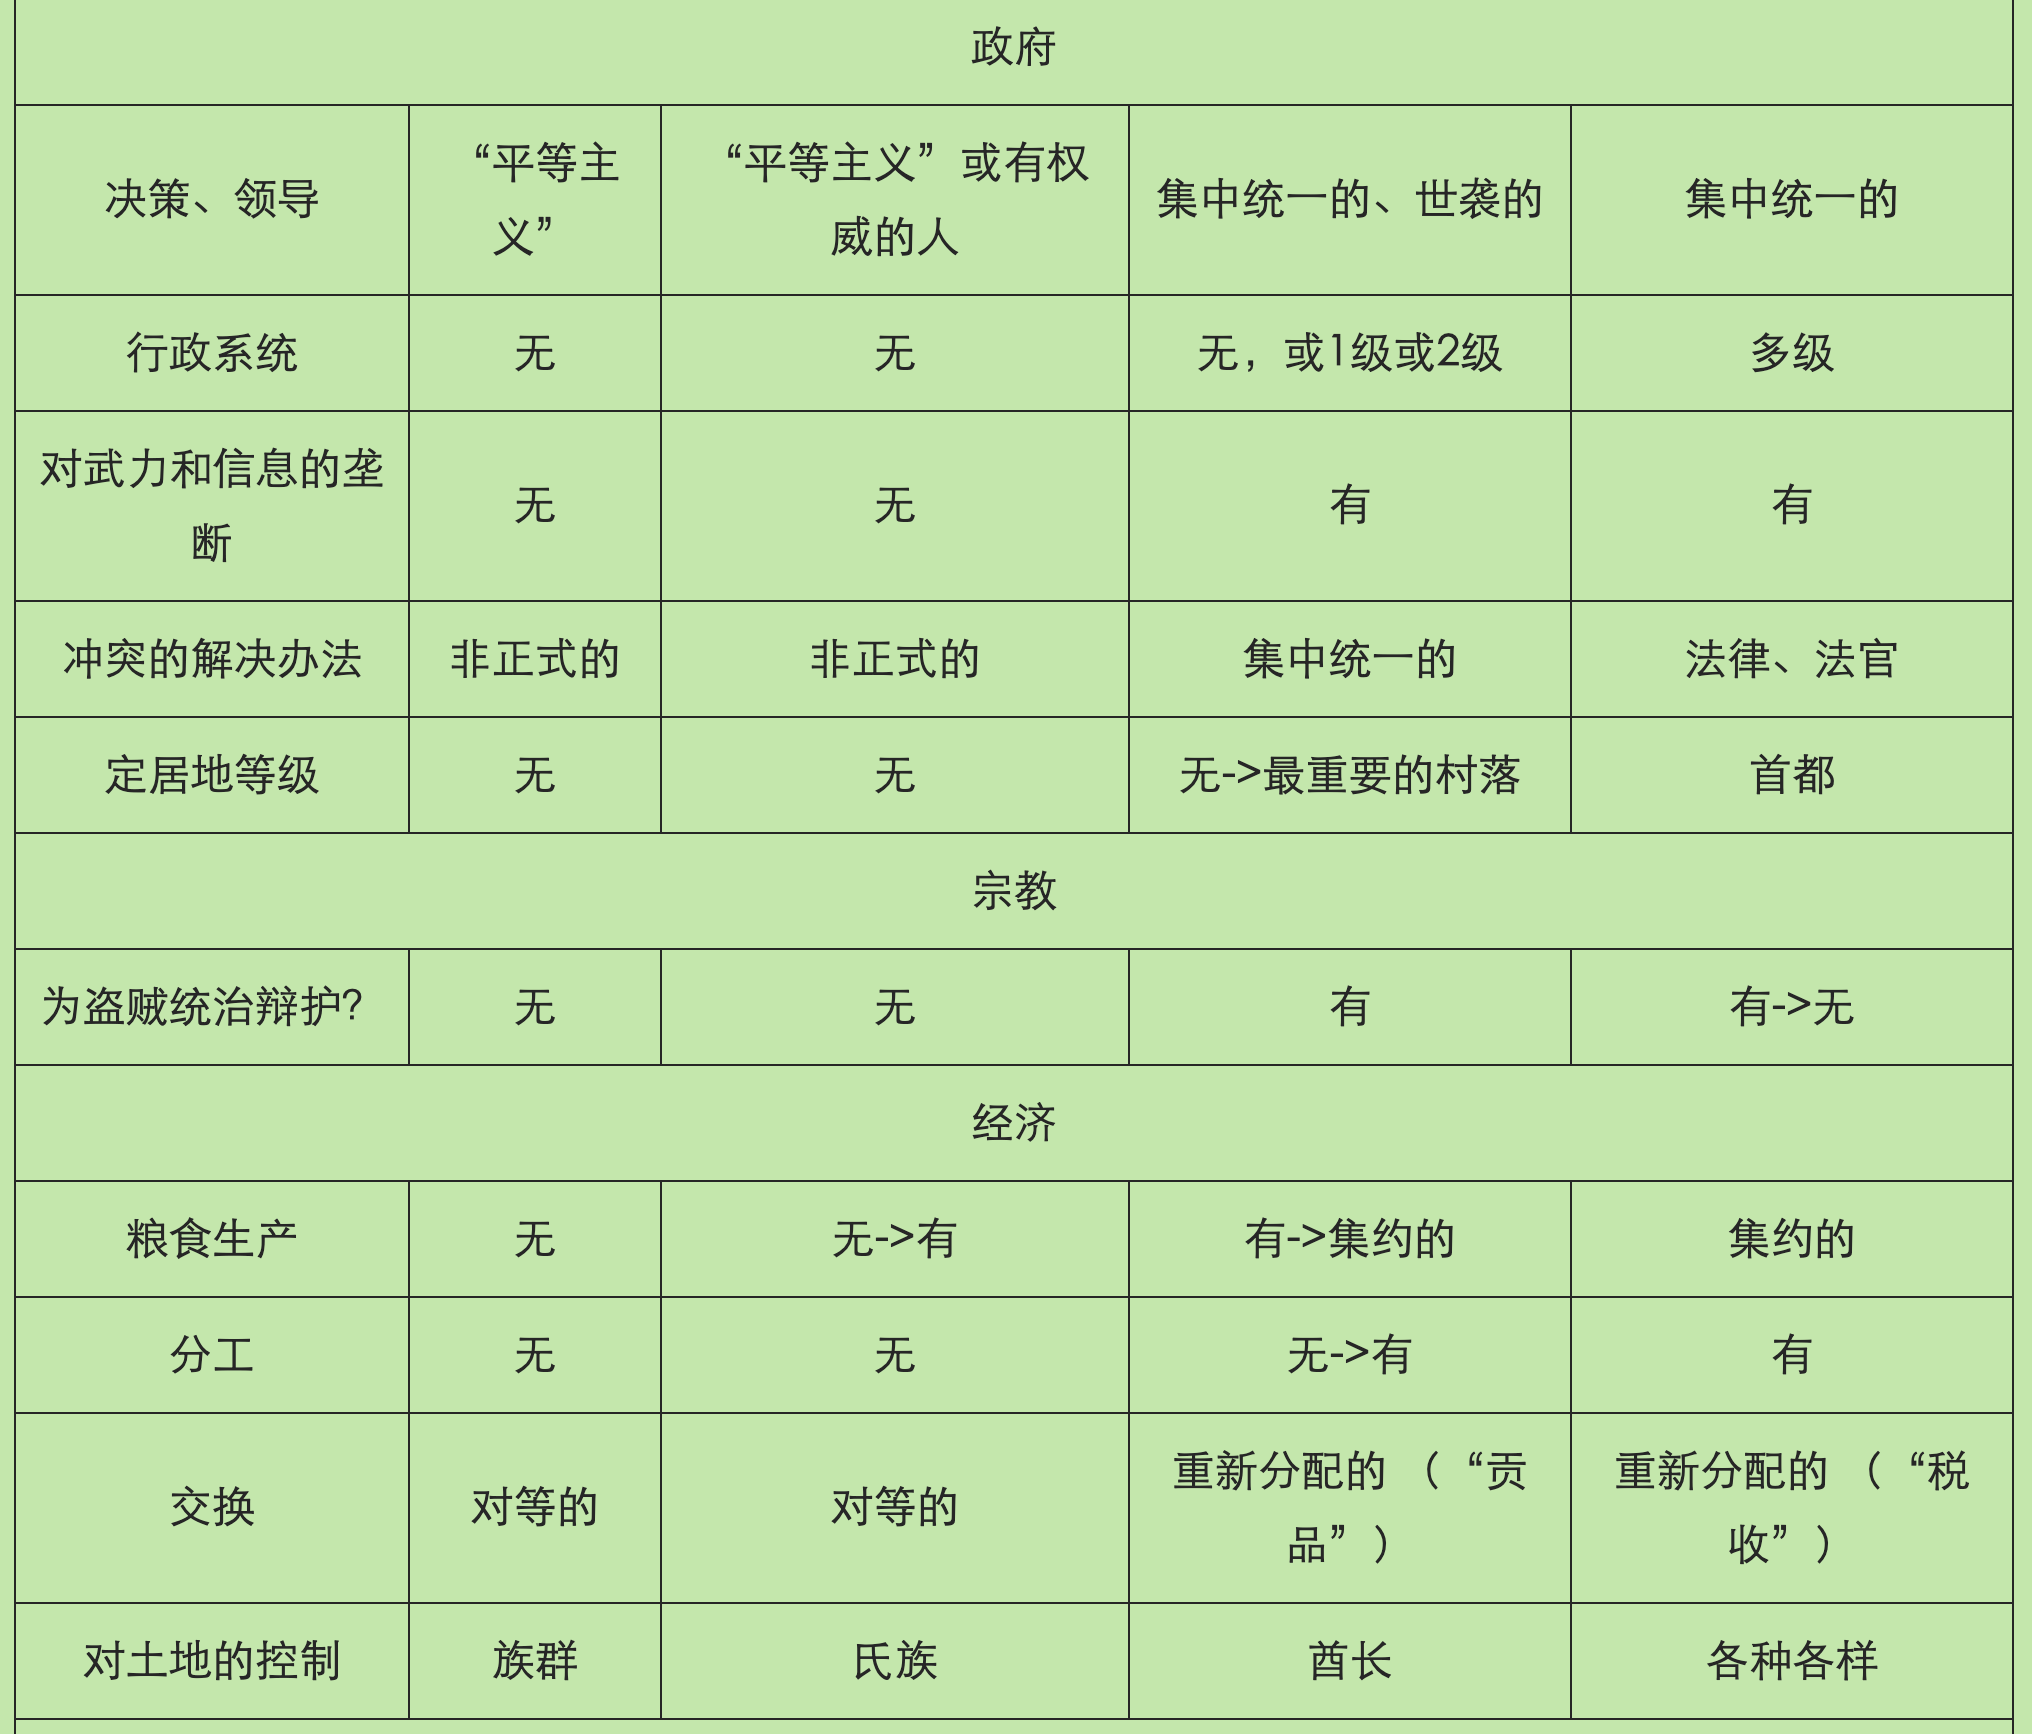 政府
决策、领导
“平等主
义”
“平等主义”或有权
威的人
集中统一的、世袭的
集中统一的
行政系统
无
无
无，或1级或2级
多级
对武力和信息的垄
断
无
无
有
有
冲突的解决办法
非正式的
非正式的
集中统一的
法律、法官
定居地等级
无
无
无->最重要的村落
首都
宗教
为盗贼统治辩护？
无
无
有
有->无
经济
粮食生产
无
无->有
有->集约的
集约的
分工
无
无
无->有
有
交换
对等的
对等的
重新分配的（“贡
品”）
重新分配的（“税
收”）
对土地的控制
族群
氏族
酋长
各种各样